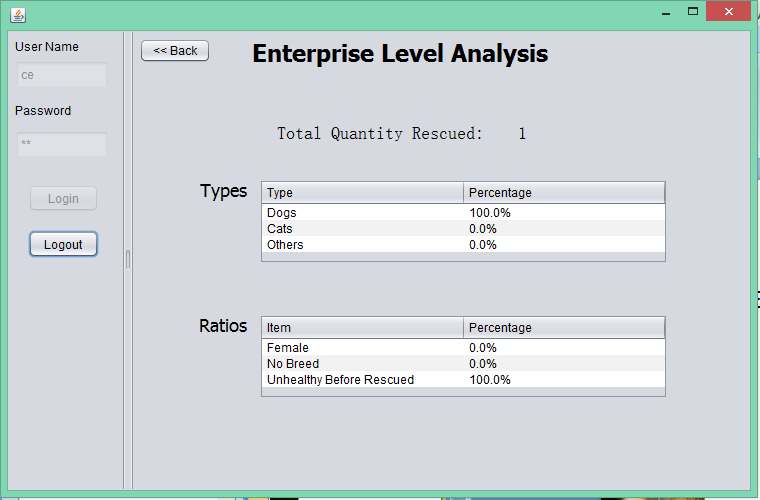 User Name
ce
Password
**
Login
Logout
<< Back
Enterprise Level Analysis
Total Quantity Rescued: 1
Types
Type Percentage
Dogs 100.0%
Cats 0.0%
Others 0.0%
Ratios
Item Percentage
Female 0.0%
No Breed 0.0%
Unhealthy Before Rescued 100.0%